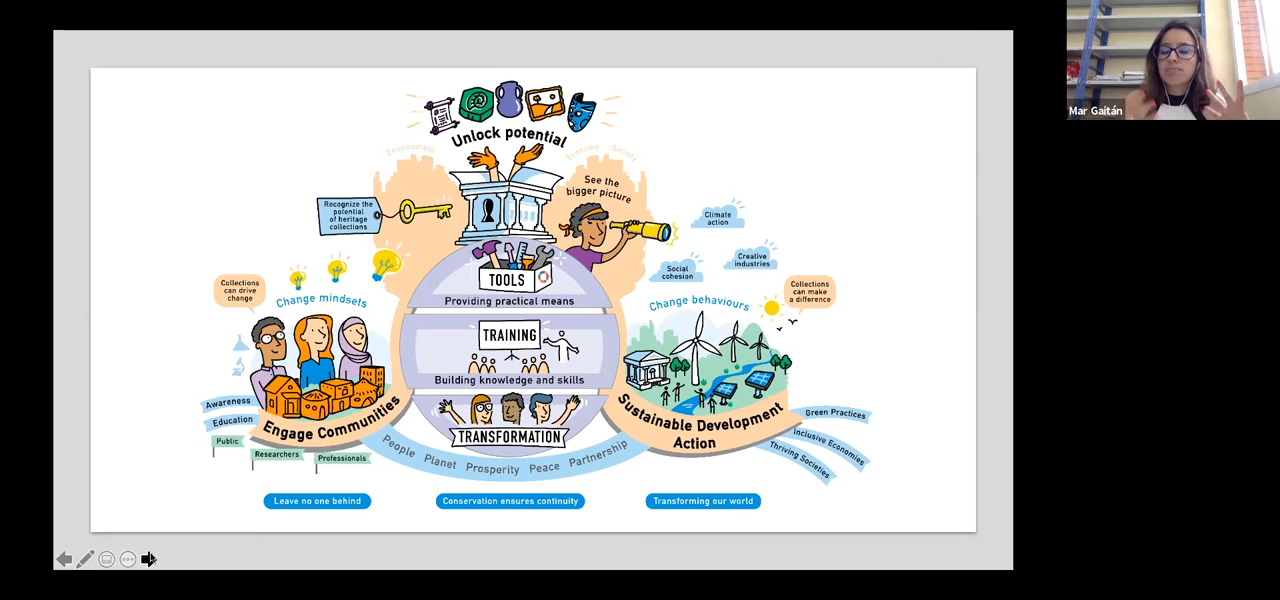 Mar Gaitán
Unlock potential
Environment
Economy
Society
See the
bigger picture
Recognize the
potential
of heritage
collections
Climate
action
Creative
industries
Social
cohesion
Collections
can drive
change
Change mindsets
TOOLS
Providing practical means
Change behaviours
Collections
can make
a difference
TRAINING
Building knowledge and skills
TRANSFORMATION
Awareness
Education
Public
Researchers
Professionals
Engage Communities
People Planet Prosperity Peace Partnership
Sustainable Development
Action
Green Practices
Inclusive Economies
Thriving Societies
Leave no one behind
Conservation ensures continuity
Transforming our world